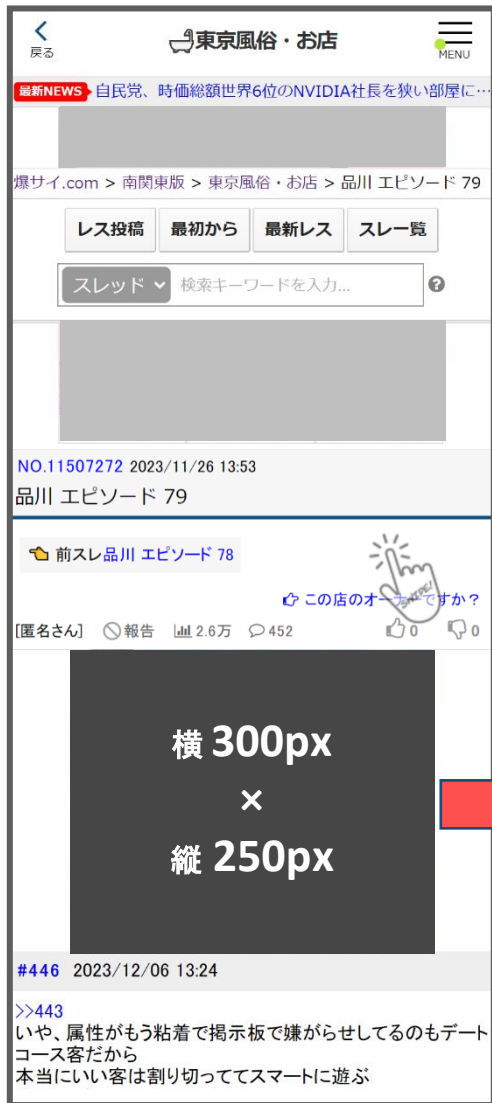 戻る
東京風俗・お店
MENU
最新NEWS 自民党、時価総額世界6位のNVIDIA社長を狭い部屋に…
爆サイ.com > 南関東版 > 東京風俗・お店 > 品川 エピソード 79
レス投稿 最初から 最新レス スレ一覧
スレッド 検索キーワードを入力...
NO.11507272 2023/11/26 13:53
品川 エピソード 79
前スレ品川 エピソード 78
SWIPE!
この店のオーナーですか？
[匿名さん] 報告 2.6万 452 0 0
横 300px
×
縦 250px
#446 2023/12/06 13:24
>>443
いや、属性がもう粘着で掲示板で嫌がらせしてるのもデート
コース客だから
本当にいい客は割り切っててスマートに遊ぶ